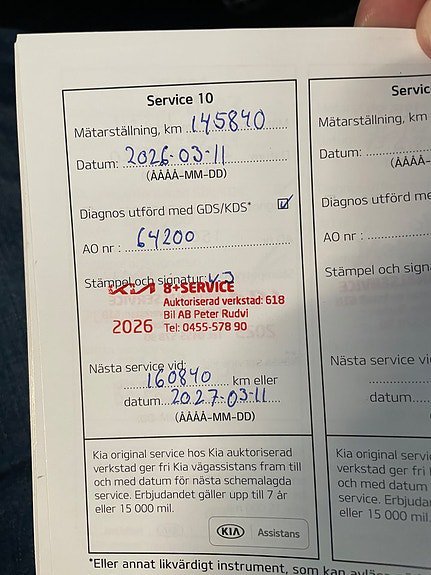 Service 10
Mätarställning, km 145840
Datum: 2026-03-11
(ÅÅÅÅ-MM-DD)
Diagnos utförd med GDS/KDS*
AO nr: 64200
Stämpel och signatur:
KIA 8+SERVICE
Auktoriserad verkstad: 618
Bil AB Peter Rudvi
2026 Tel: 0455-578 90
Nästa service vid:
160840 km eller
datum 2027-03-11
(ÅÅÅÅ-MM-DD)
Kia original service hos Kia auktoriserad
verkstad ger fri Kia vägassistans fram till
och med datum för nästa schemalagda
service. Erbjudandet gäller upp till 7 år
eller 15 000 mil.
KIA Assistans
*Eller annat likvärdigt instrument, som kan
Servic
Mätarställning, km
Datum:
(ÅÅÅÅ-
Diagnos utförd me
AO nr :
Stämpel och signa
Nästa service vi
datum
Kia original servic
verkstad ger fri
och med datum
service. Erbjuda
eller 15 000 mi